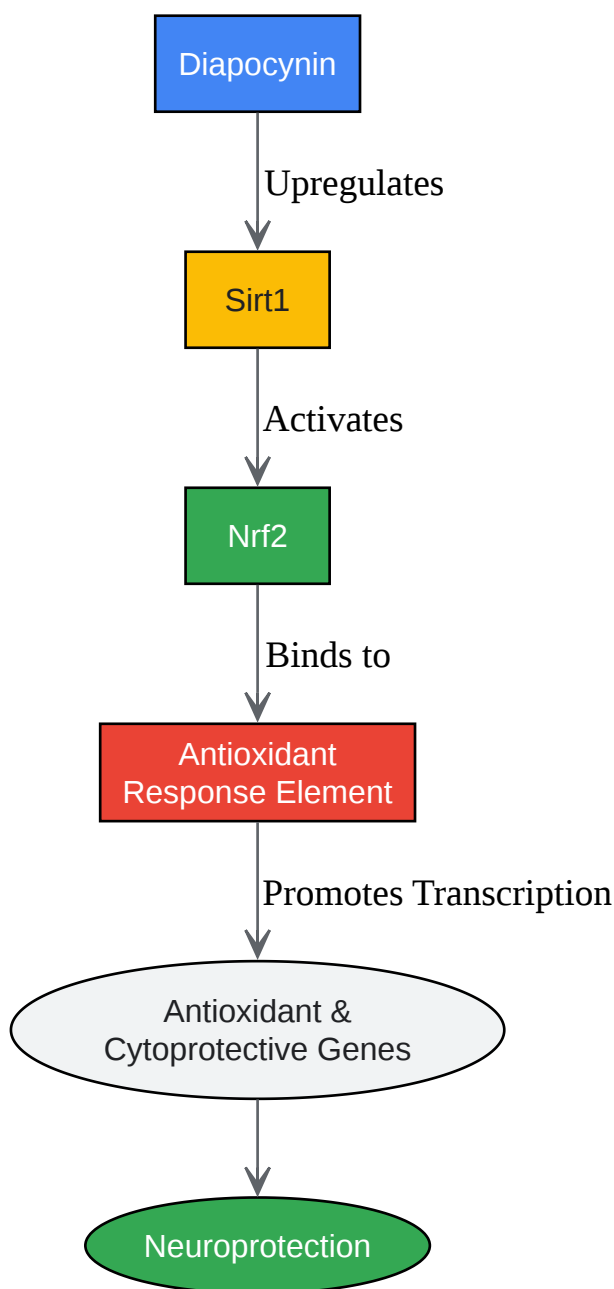 Diapocynin
Upregulates
Sirt1
Activates
Nrf2
Binds to
Antioxidant
Response Element
Promotes Transcription
Antioxidant &
Cytoprotective Genes
Neuroprotection